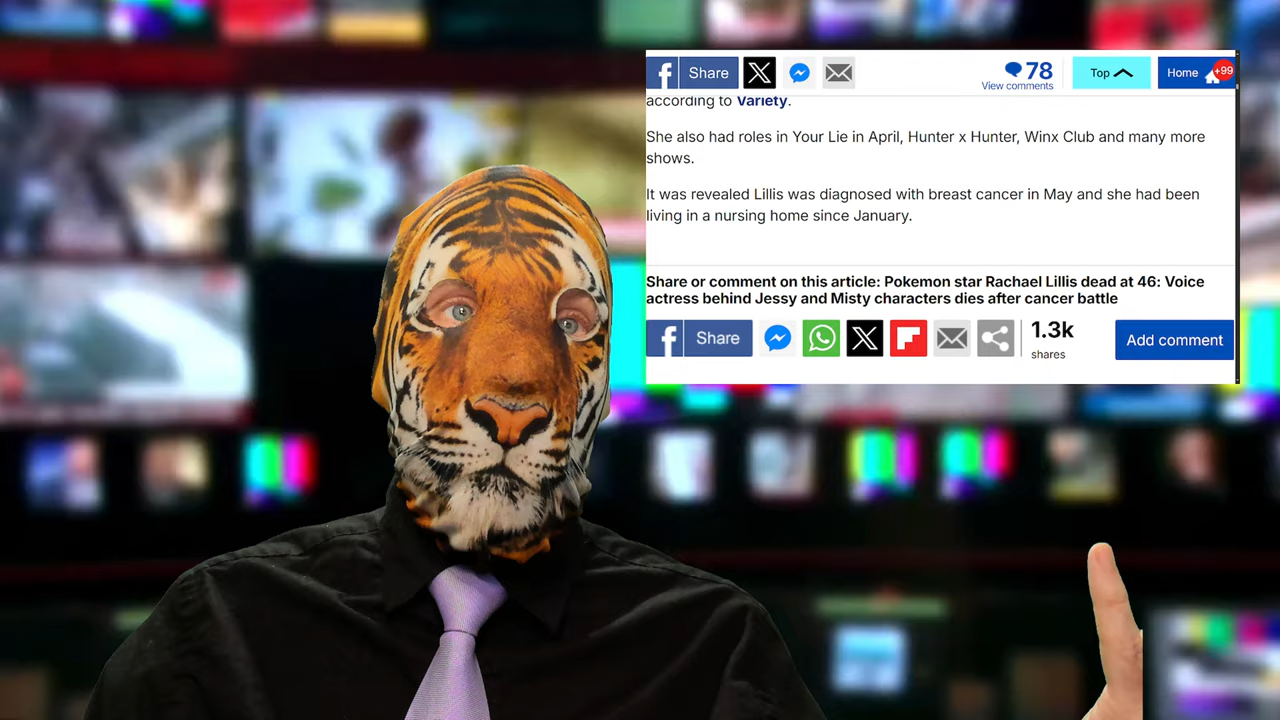 Share
78
View comments
Top
Home
+99
according to Variety.
She also had roles in Your Lie in April, Hunter x Hunter, Winx Club and many more
shows.
It was revealed Lillis was diagnosed with breast cancer in May and she had been
living in a nursing home since January.
Share or comment on this article: Pokemon star Rachael Lillis dead at 46: Voice
actress behind Jessy and Misty characters dies after cancer battle
Share
1.3k
shares
Add comment